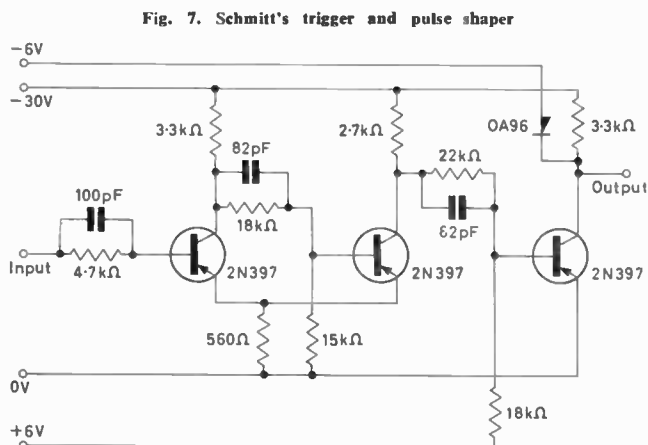 Fig. 7. Schmitt's trigger and pulse shaper
-6V
-30V
3·3kΩ
82pF
2·7kΩ
OA96
3·3kΩ
22kΩ
100pF
18kΩ
62pF
Output
Input
4·7kΩ
2N397
2N397
2N397
560Ω
15kΩ
0V
18kΩ
+6V